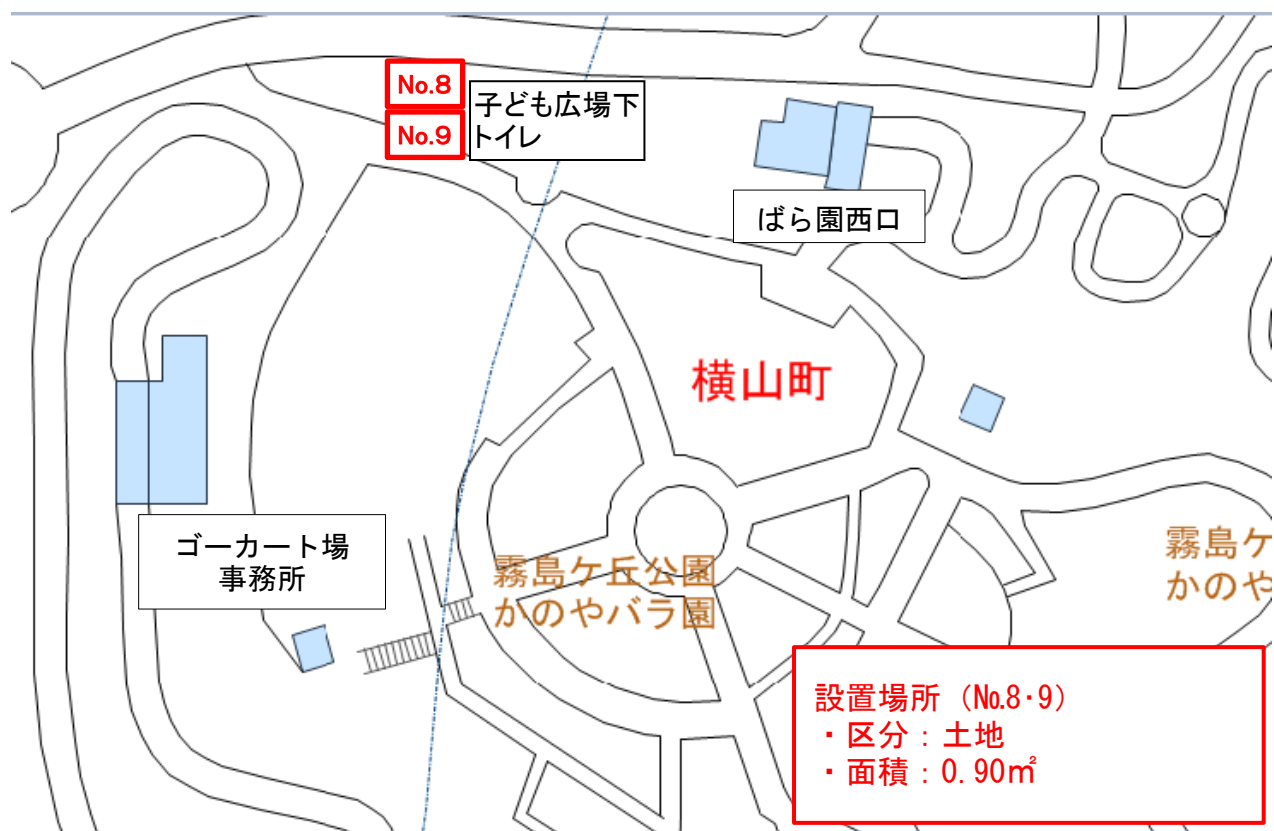 No.8
No.9
子ども広場下
トイレ
ばら園西口
横山町
ゴーカート場
事務所
霧島ケ丘公園
かのやバラ園
霧島ケ
かのや
設置場所（№8・9）
・区分：土地
・面積：0.90㎡